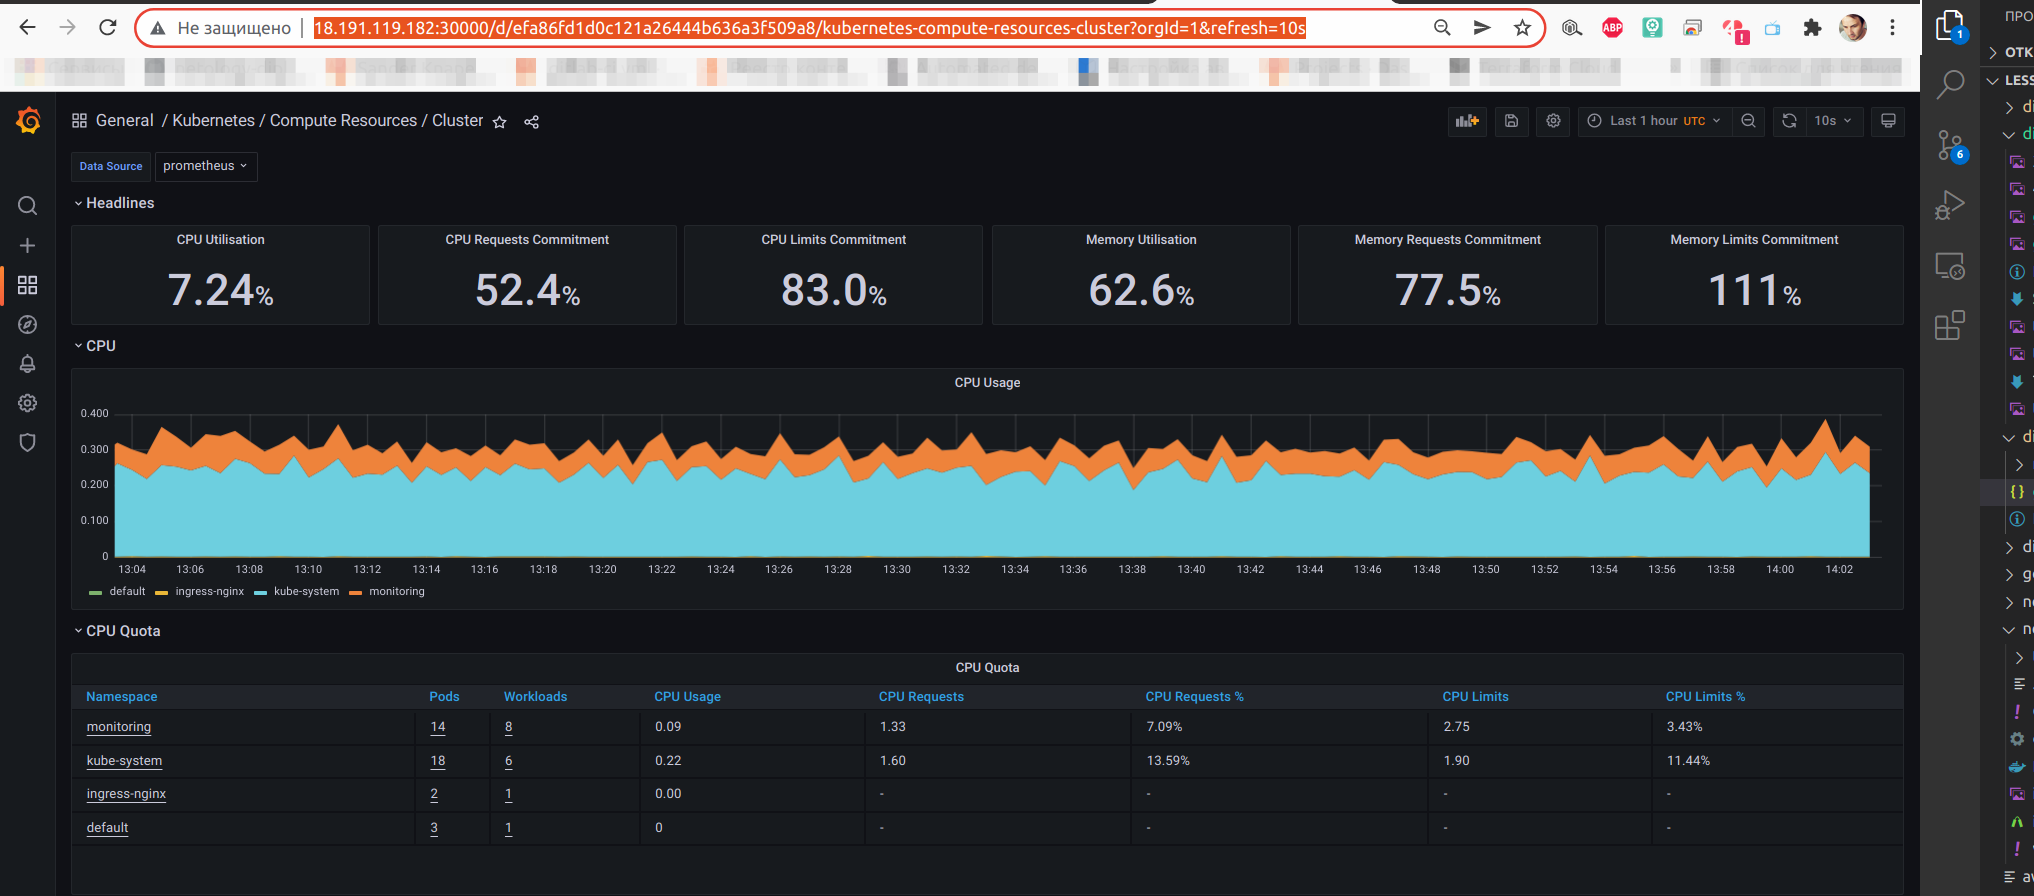 Не защищено 18.191.119.182:30000/d/efa86fd1d0c121a26444b636a3f509a8/kubernetes-compute-resources-cluster?orgId=1&refresh=10s
ABP
!
1
ПРО
ОТК
LESS
6
General / Kubernetes / Compute Resources / Cluster
Last 1 hour UTC
10s
Data Source prometheus
Headlines
CPU Utilisation CPU Requests Commitment CPU Limits Commitment Memory Utilisation Memory Requests Commitment Memory Limits Commitment
7.24% 52.4% 83.0% 62.6% 77.5% 111%
CPU
CPU Usage
0.400
0.300
0.200
0.100
0
13:04 13:06 13:08 13:10 13:12 13:14 13:16 13:18 13:20 13:22 13:24 13:26 13:28 13:30 13:32 13:34 13:36 13:38 13:40 13:42 13:44 13:46 13:48 13:50 13:52 13:54 13:56 13:58 14:00 14:02
default ingress-nginx kube-system monitoring
CPU Quota
CPU Quota
Namespace Pods Workloads CPU Usage CPU Requests CPU Requests % CPU Limits CPU Limits %
monitoring 14 8 0.09 1.33 7.09% 2.75 3.43%
kube-system 18 6 0.22 1.60 13.59% 1.90 11.44%
ingress-nginx 2 1 0.00 - - - -
default 3 1 0 - - - -